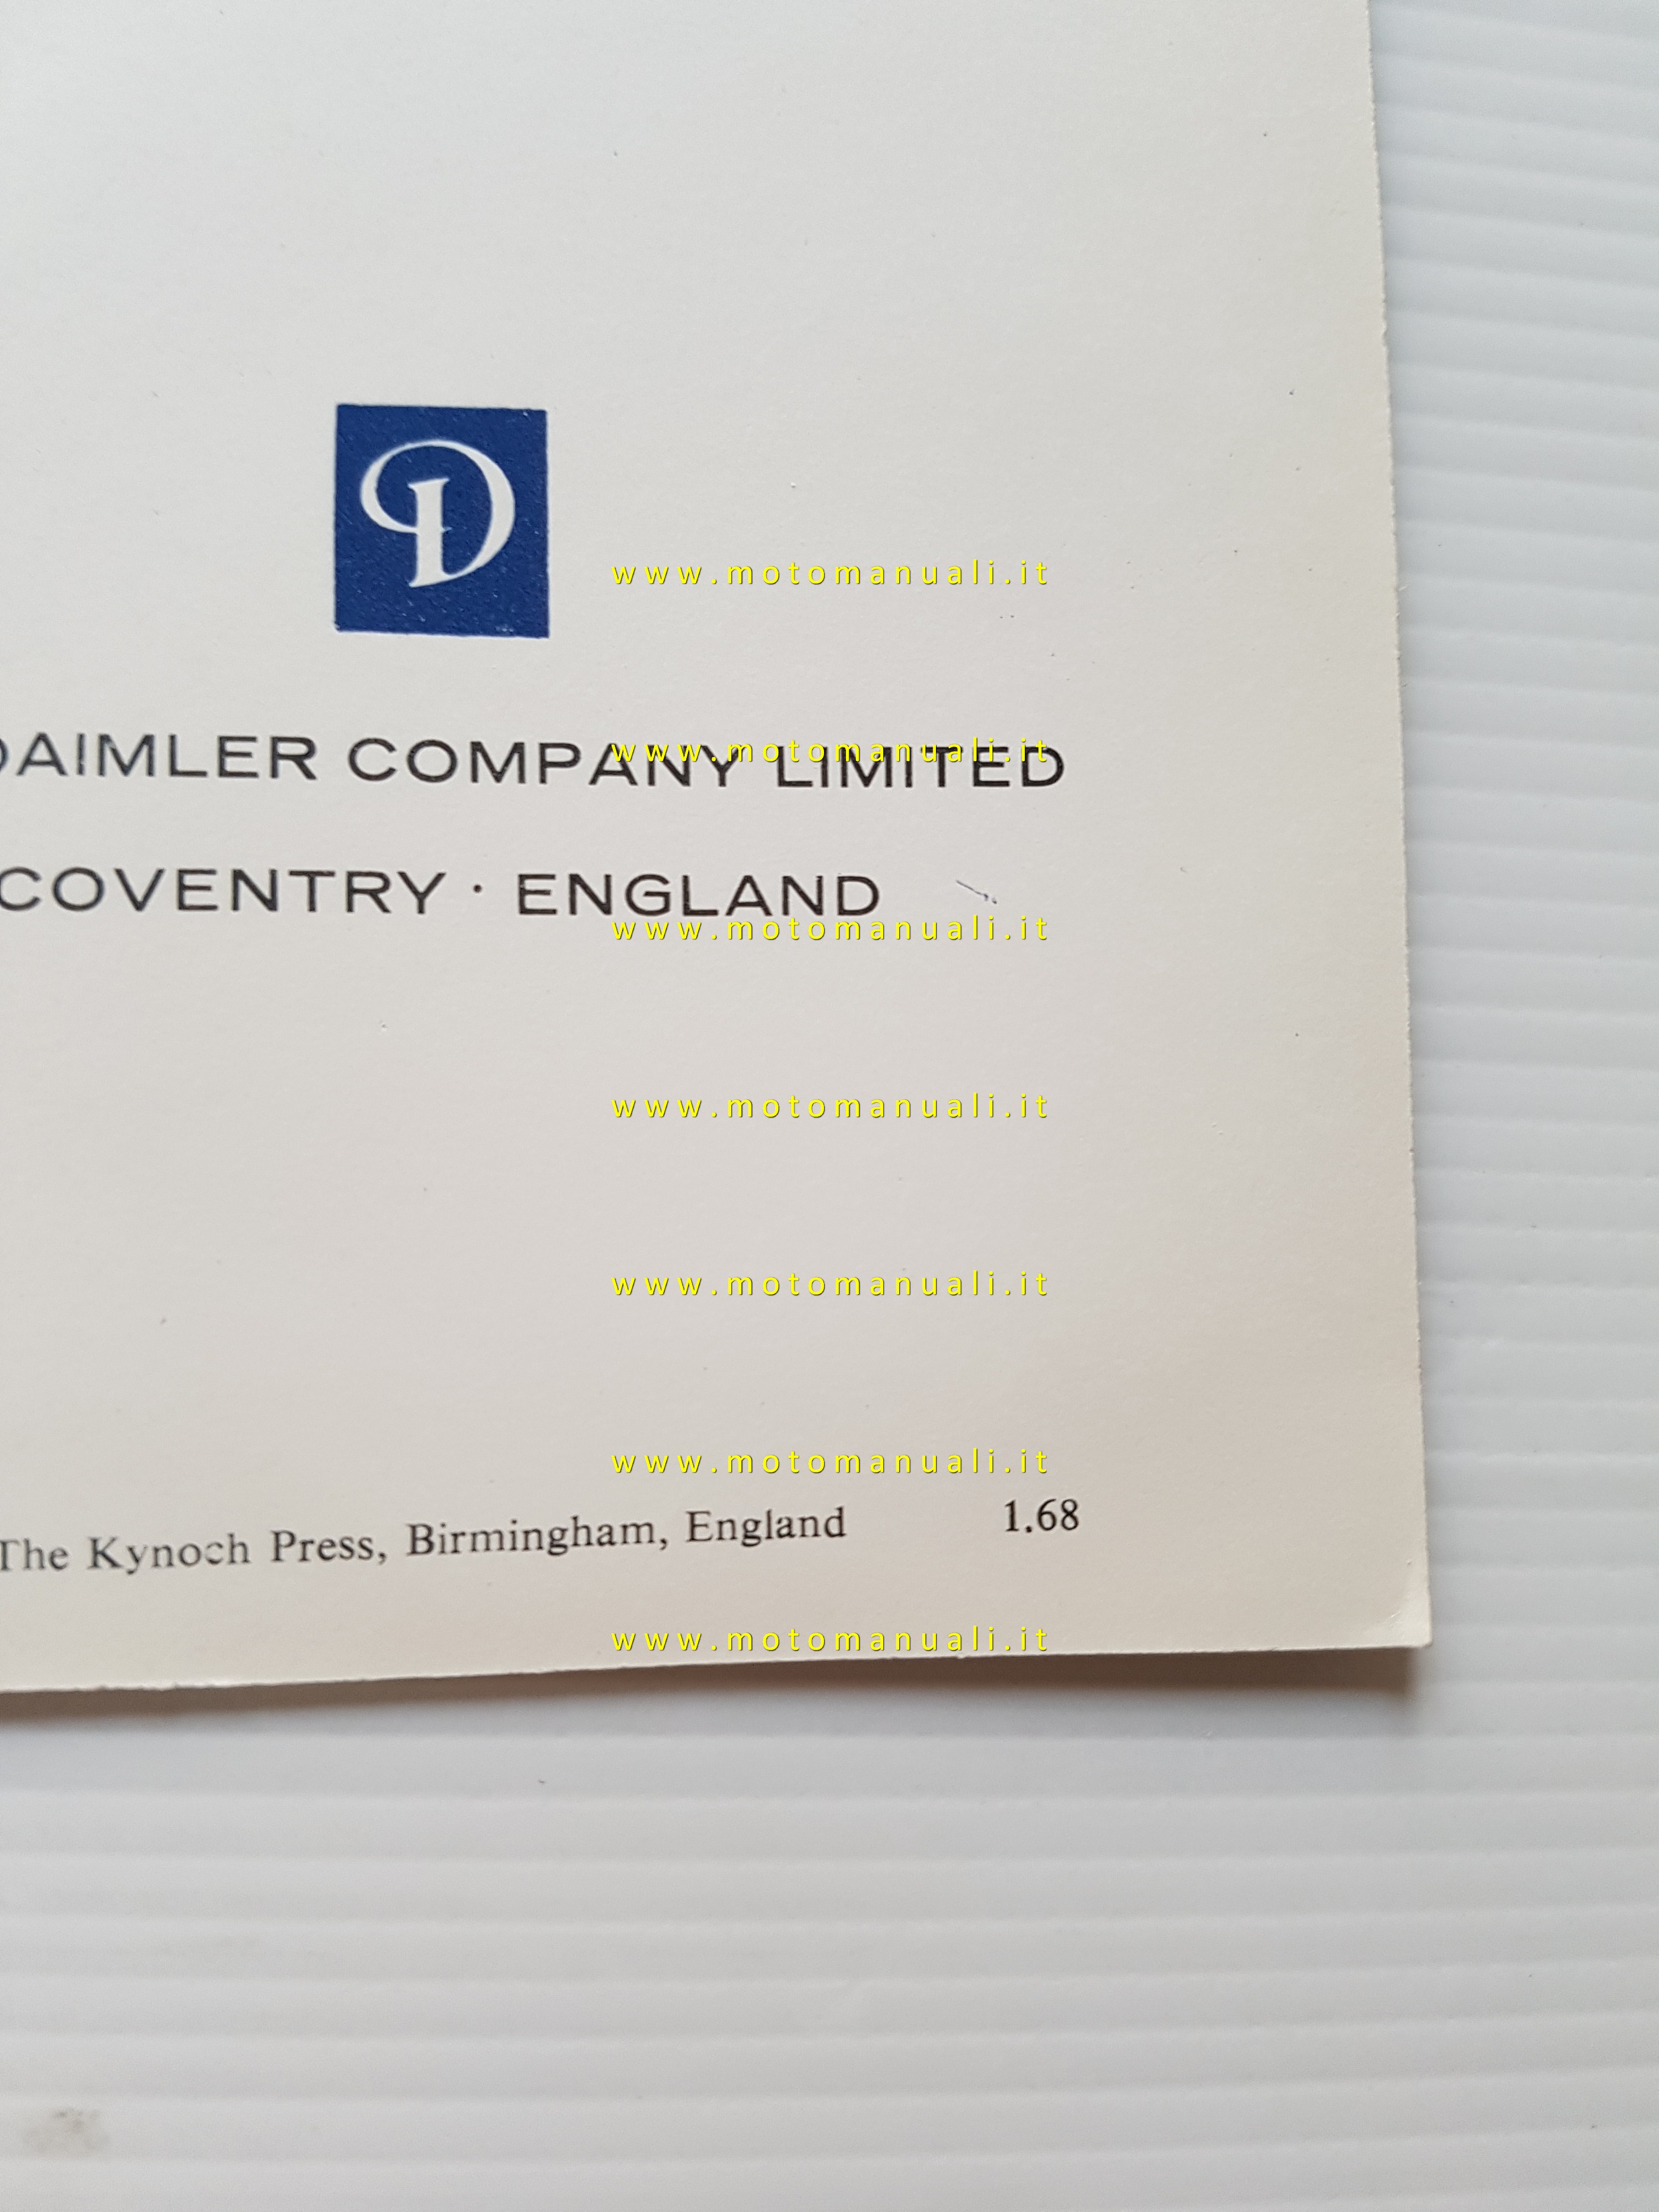 D
www.motomanuali.it
DAIMLER COMPANY LIMITED
www.motomanuali.it
COVENTRY · ENGLAND
www.motomanuali.it
www.motomanuali.it
www.motomanuali.it
www.motomanuali.it
The Kynoch Press, Birmingham, England 1.68
www.motomanuali.it